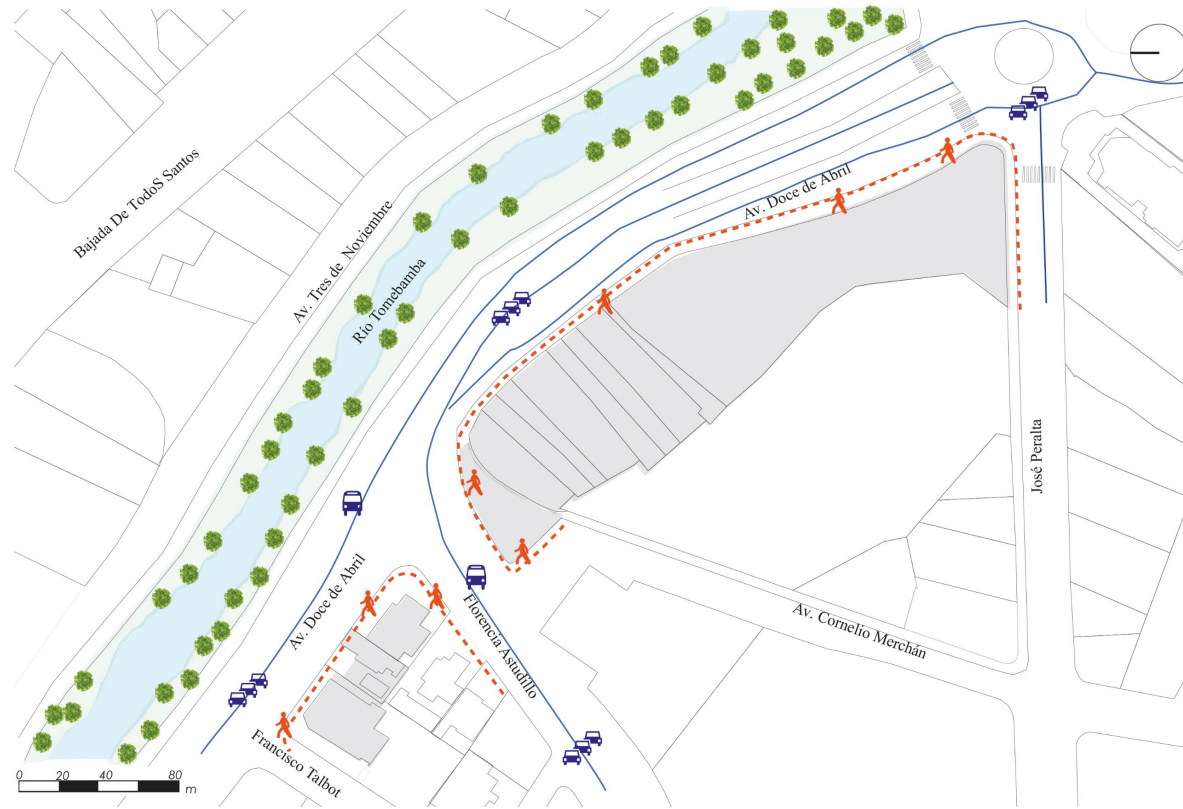 Bajada De TodoS Santos
Av. Tres de Noviembre
Río Tomebamba
Av. Doce de Abril
José Peralta
Av. Doce de Abril
Florencia Astudillo
Av. Cornelio Merchán
Francisco Talbot
0 20 40 80
m